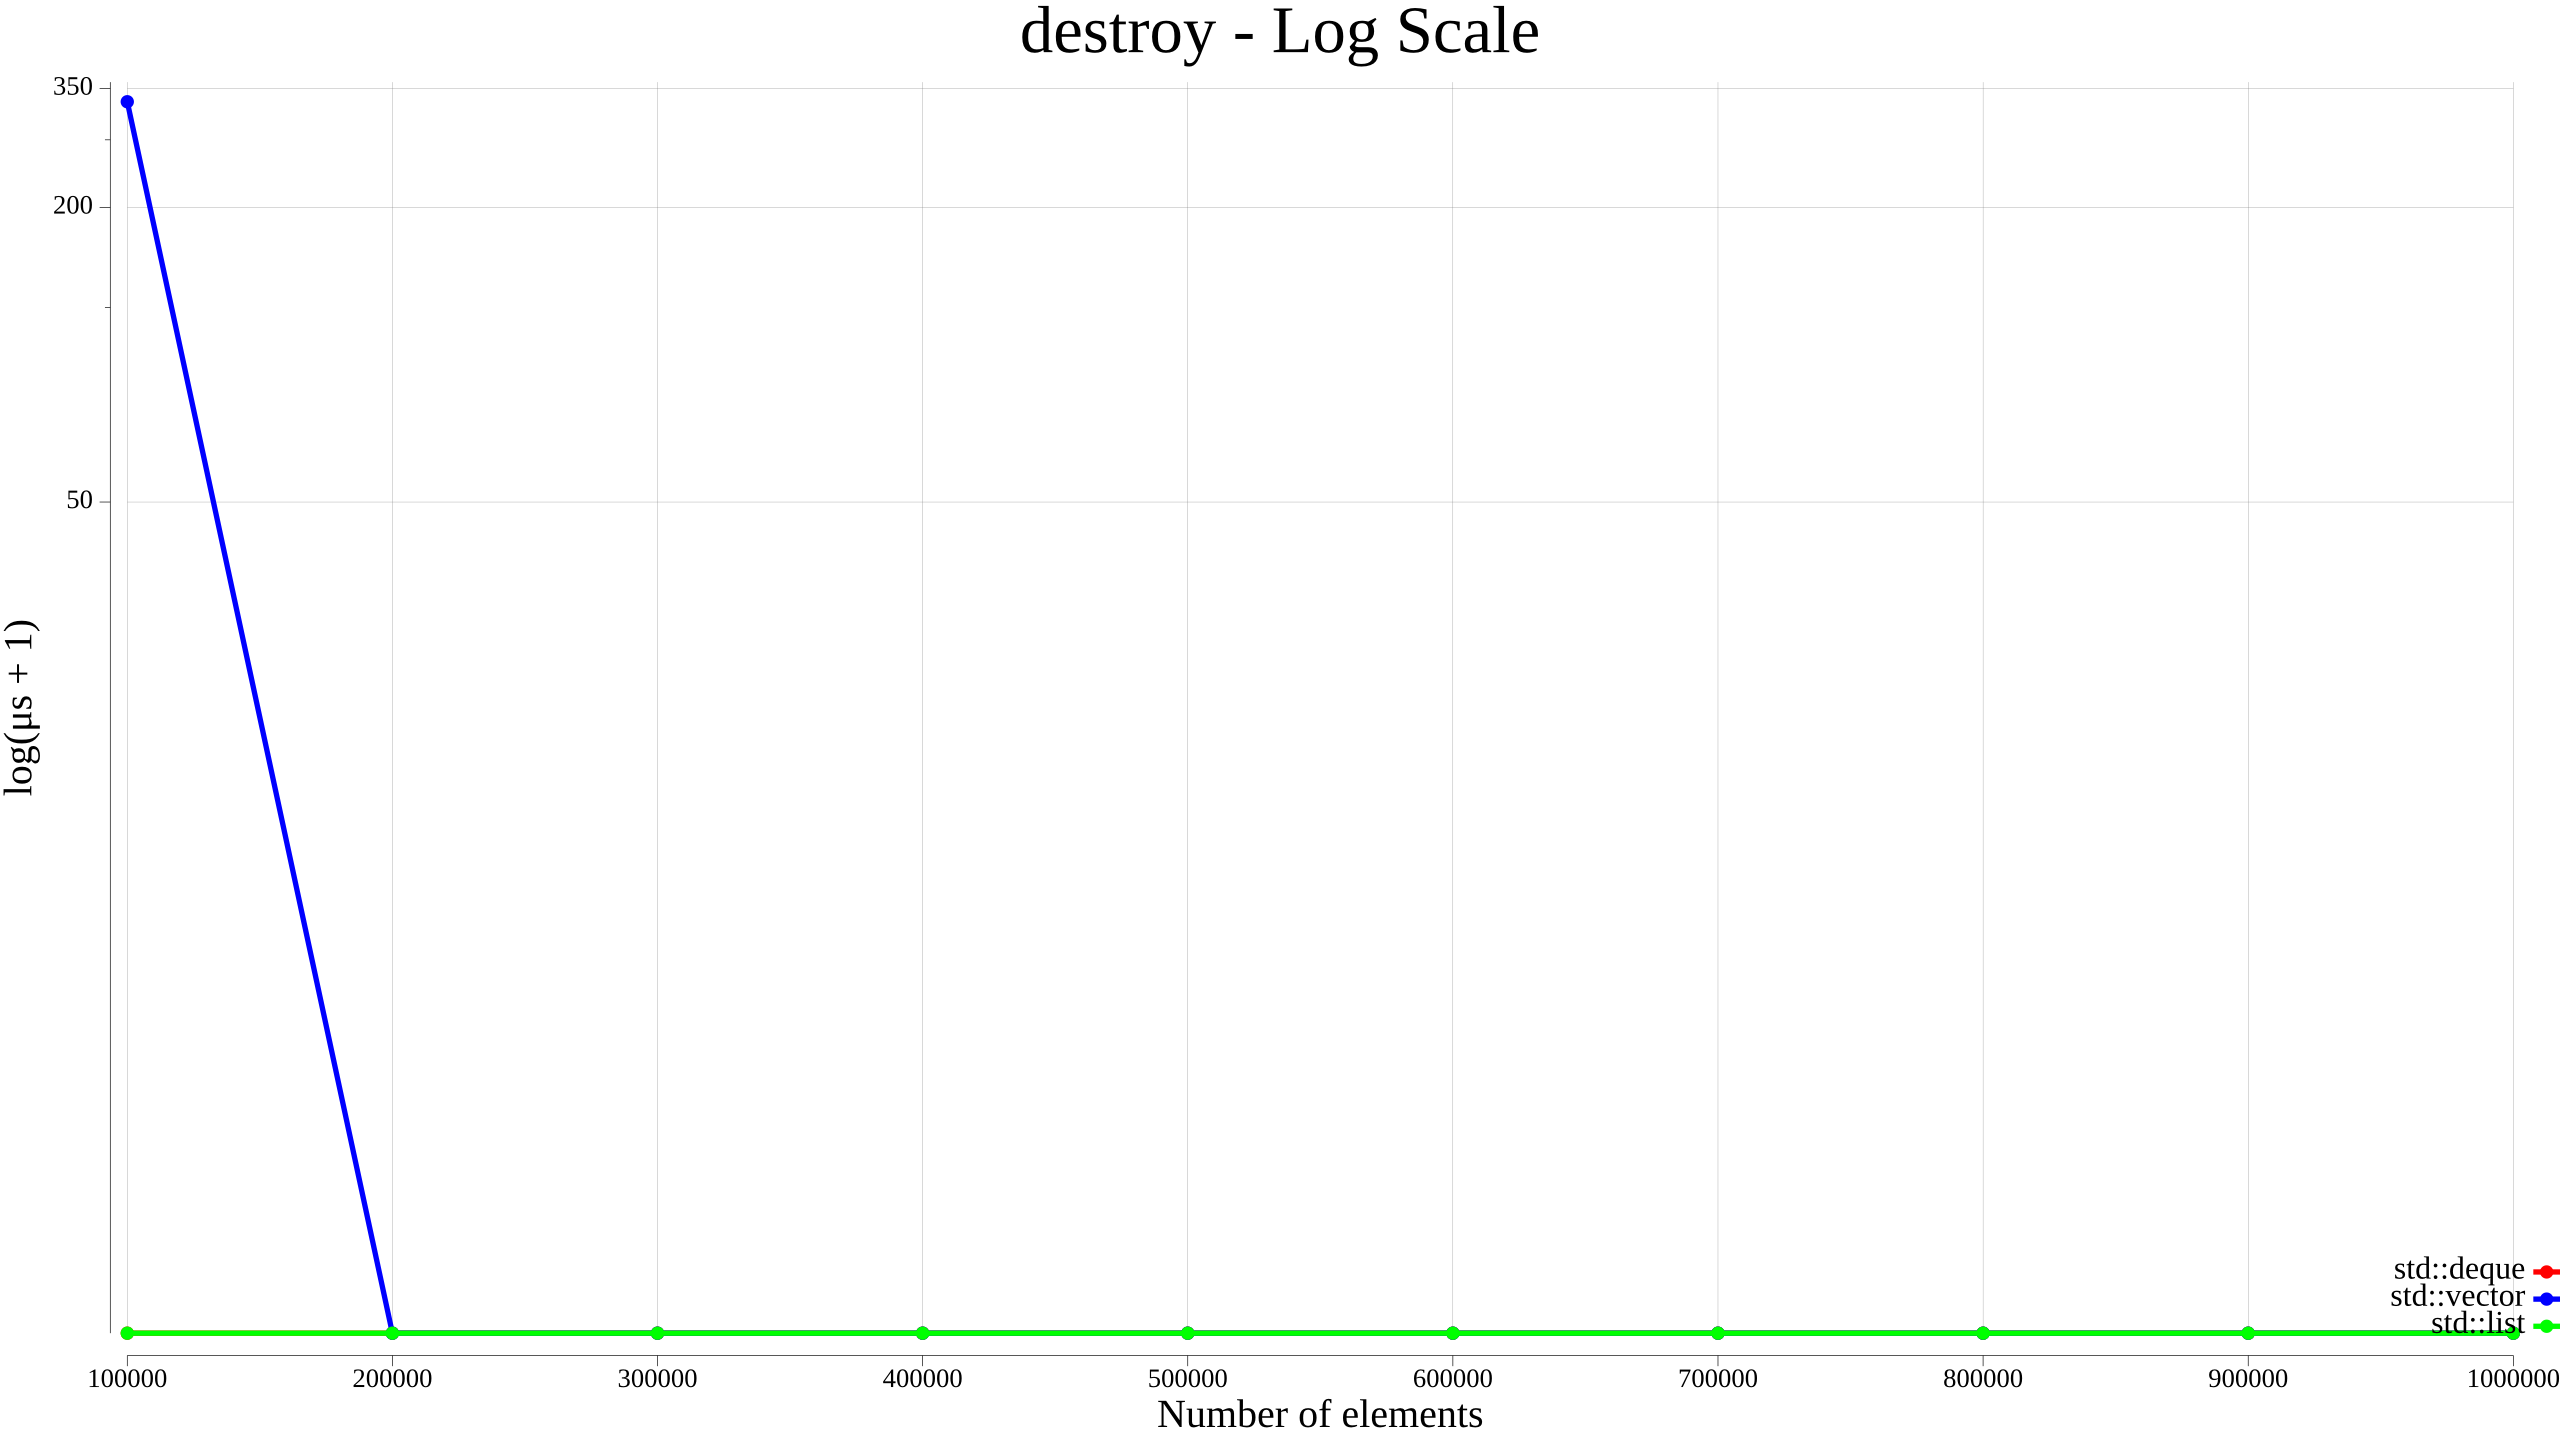 destroy - Log Scale
350
200
50
log(µs + 1)
std::deque
std::vector
std::list
100000 200000 300000 400000 500000 600000 700000 800000 900000 1000000
Number of elements